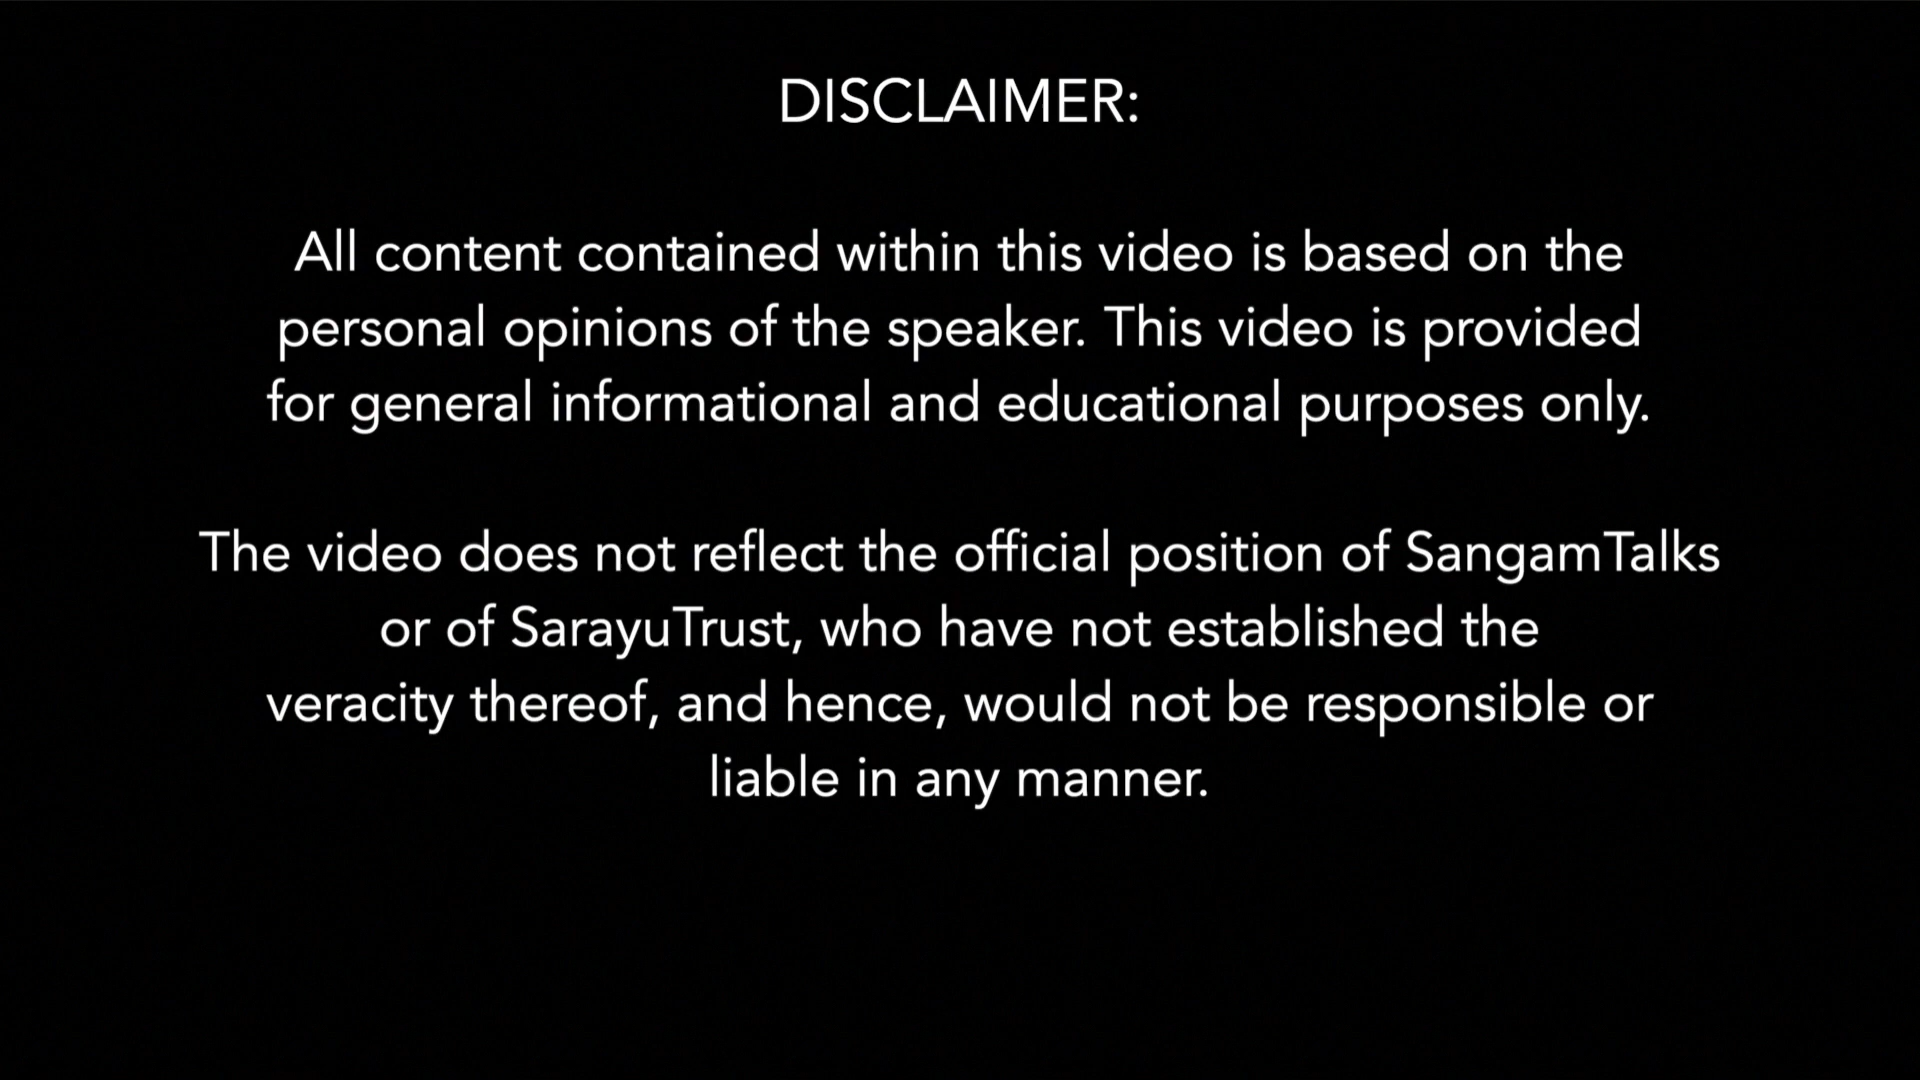 DISCLAIMER:
All content contained within this video is based on the
personal opinions of the speaker. This video is provided
for general informational and educational purposes only.
The video does not reflect the official position of SangamTalks
or of SarayuTrust, who have not established the
veracity thereof, and hence, would not be responsible or
liable in any manner.